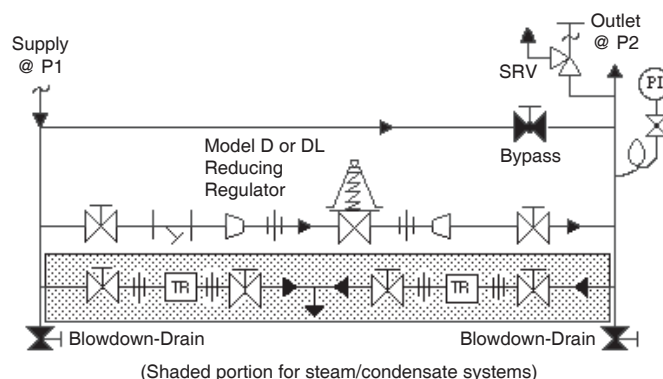 Supply
@ P1
Outlet
@ P2
SRV
PI
Model D or DL
Reducing
Regulator
Bypass
TR
TR
Blowdown-Drain
Blowdown-Drain
(Shaded portion for steam/condensate systems)